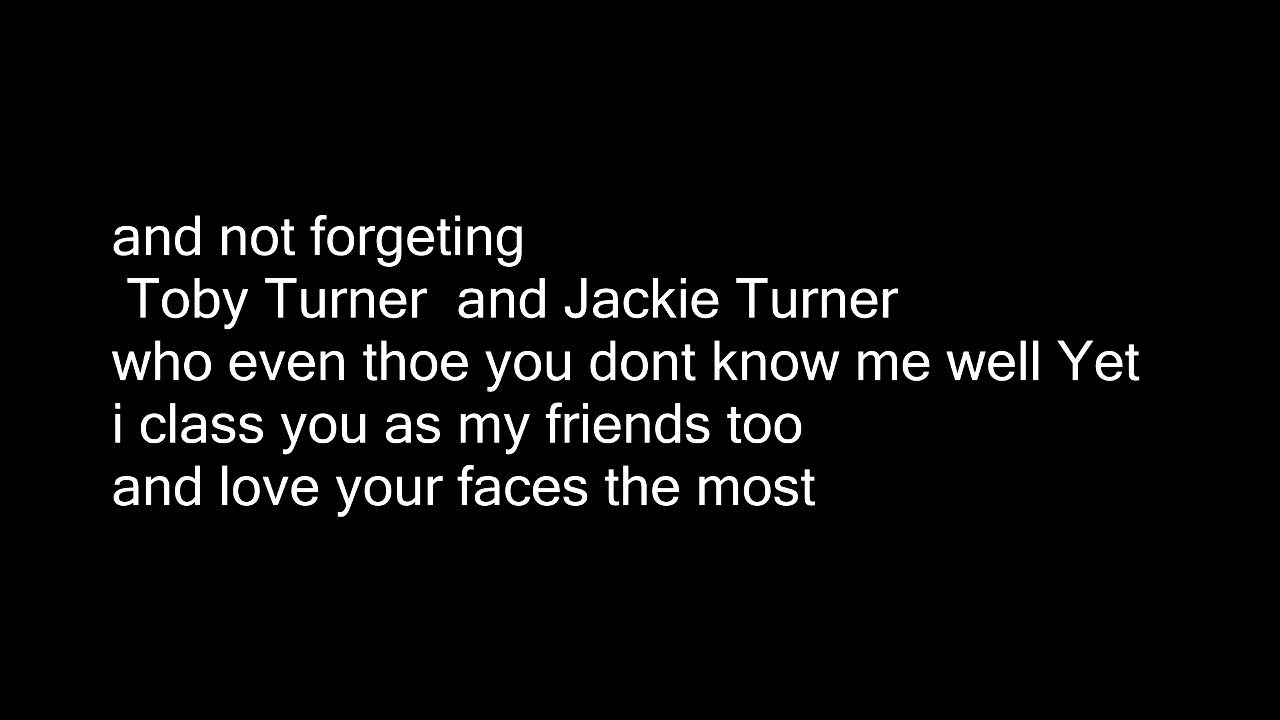 and not forgeting
Toby Turner  and Jackie Turner
who even thoe you dont know me well Yet
i class you as my friends too
and love your faces the most